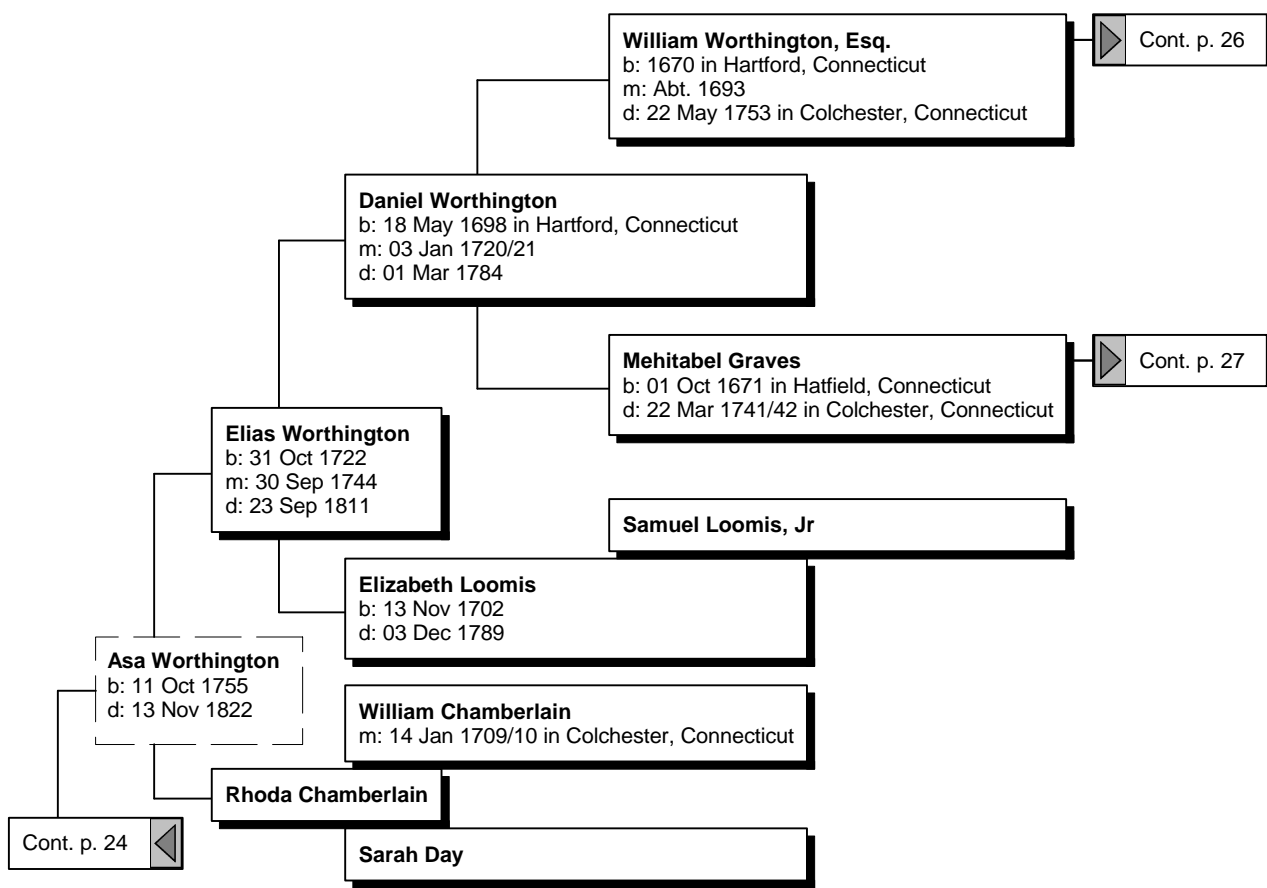 William Worthington, Esq.
b: 1670 in Hartford, Connecticut
m: Abt. 1693
d: 22 May 1753 in Colchester, Connecticut
Cont. p. 26
Daniel Worthington
b: 18 May 1698 in Hartford, Connecticut
m: 03 Jan 1720/21
d: 01 Mar 1784
Mehitabel Graves
b: 01 Oct 1671 in Hatfield, Connecticut
d: 22 Mar 1741/42 in Colchester, Connecticut
Cont. p. 27
Elias Worthington
b: 31 Oct 1722
m: 30 Sep 1744
d: 23 Sep 1811
Samuel Loomis, Jr
Elizabeth Loomis
b: 13 Nov 1702
d: 03 Dec 1789
Asa Worthington
b: 11 Oct 1755
d: 13 Nov 1822
William Chamberlain
m: 14 Jan 1709/10 in Colchester, Connecticut
Rhoda Chamberlain
Cont. p. 24
Sarah Day